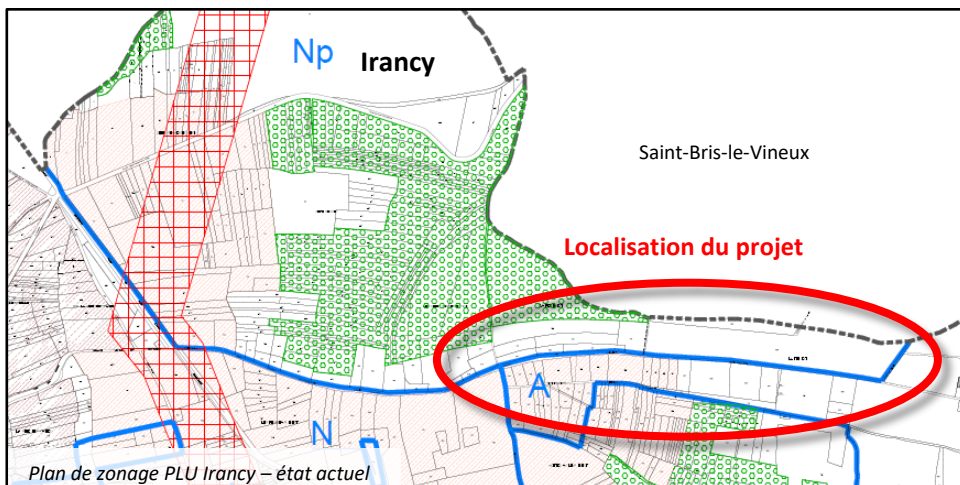 Np
Irancy
Saint-Bris-le-Vineux
Localisation du projet
A
N
Plan de zonage PLU Irancy – état actuel